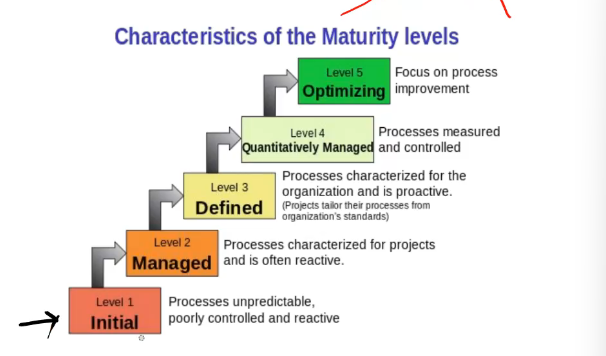 Characteristics of the Maturity levels
Level 5
Optimizing
Focus on process
improvement
Level 4
Quantitatively Managed
Processes measured
and controlled
Level 3
Defined
Processes characterized for the
organization and is proactive.
(Projects tailor their processes from
organization's standards)
Level 2
Managed
Processes characterized for projects
and is often reactive.
Level 1
Initial
Processes unpredictable,
poorly controlled and reactive